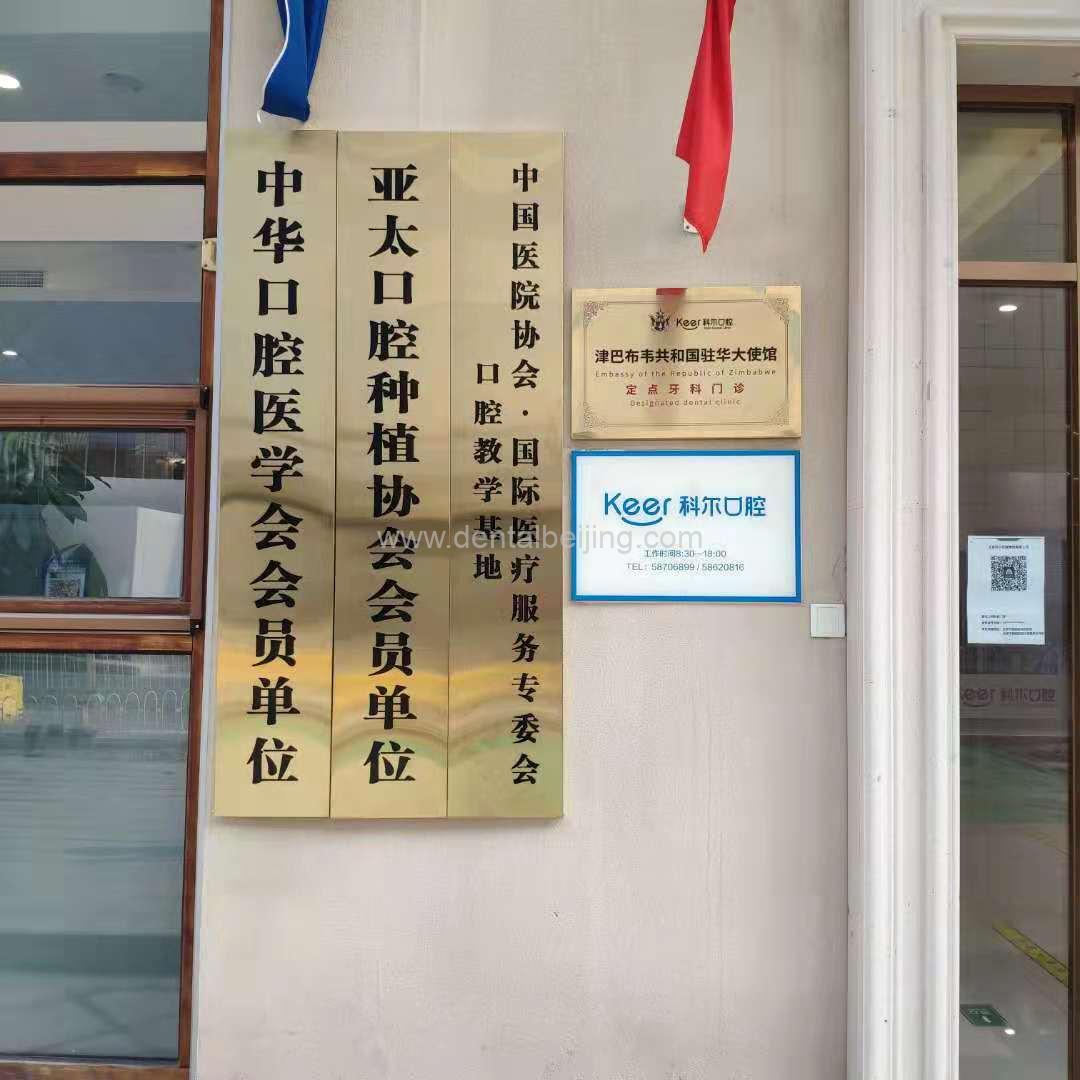 中华口腔医学会会员单位
亚太口腔种植协会会员单位
中国医院协会·国际医疗服务专委会
口腔教学基地
Keer 科尔口腔
津巴布韦共和国驻华大使馆
Embassy of the Republic of Zimbabwe
定点牙科门诊
Designated dental clinic
Keer 科尔口腔
工作时间8:30—18:00
TEL: 58706899 / 58620816
www.dentalbeijing.com
Keer 科尔口腔